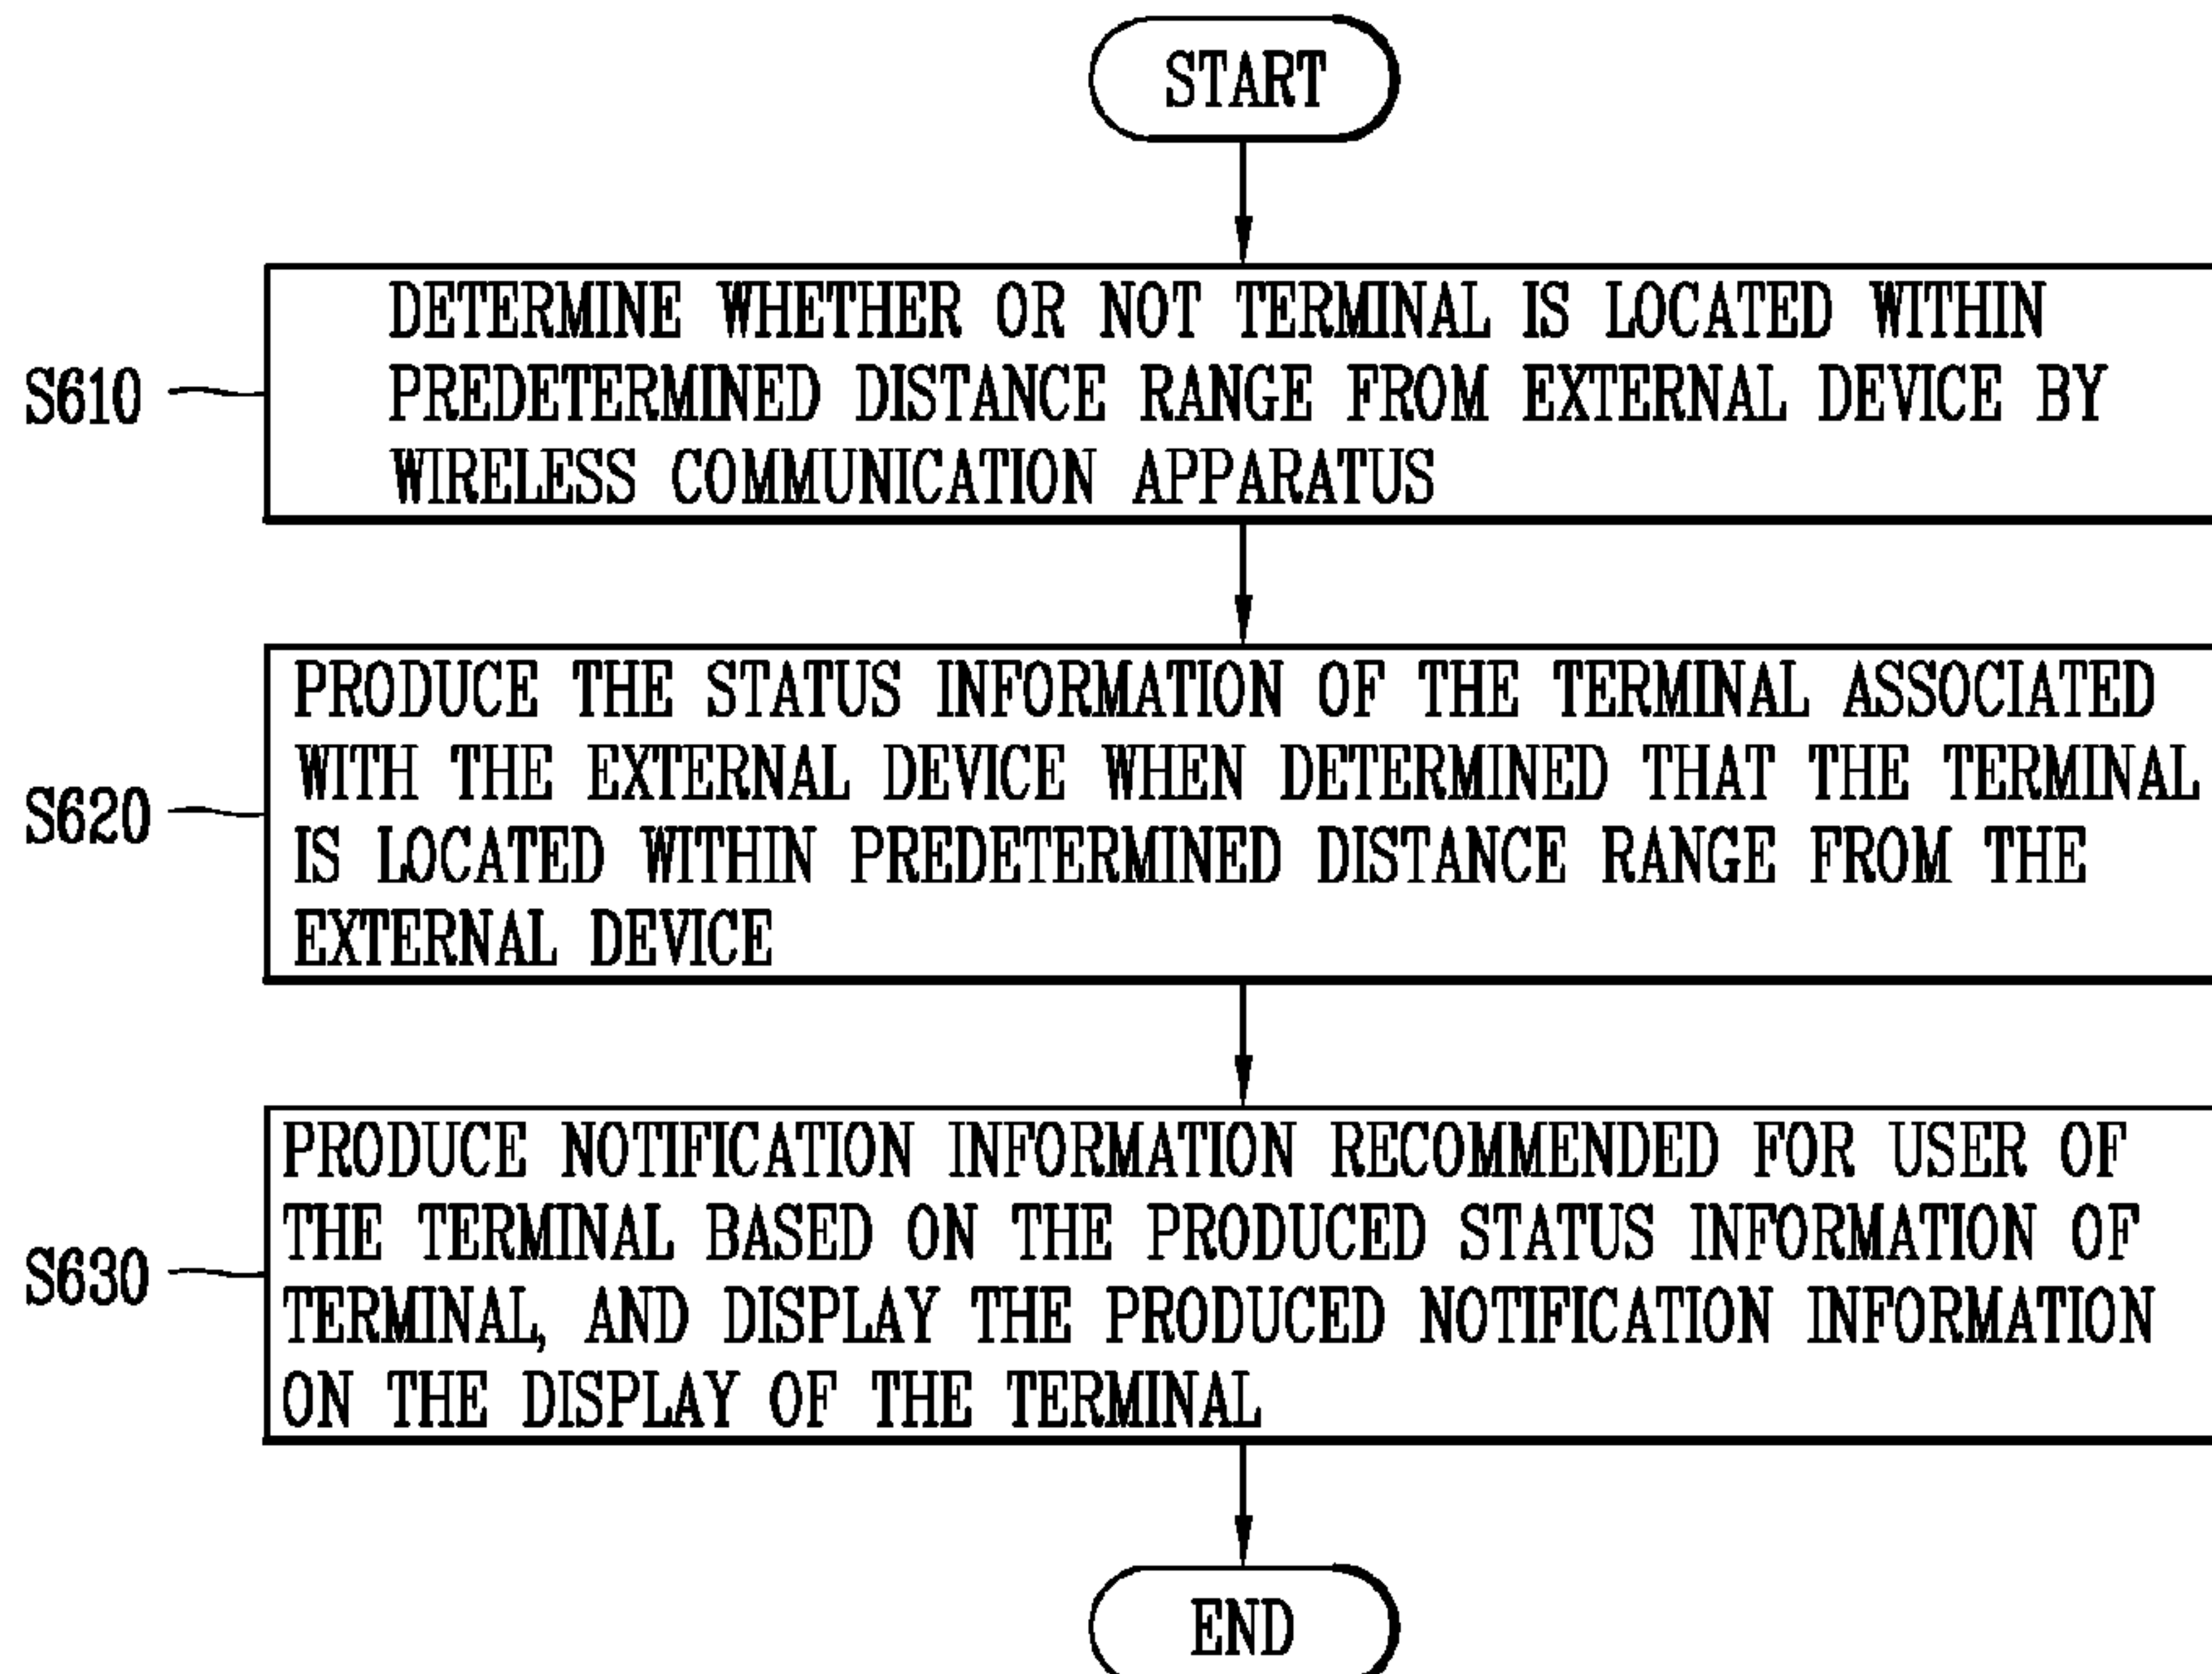 START
S610
DETERMINE WHETHER OR NOT TERMINAL IS LOCATED WITHIN
PREDETERMINED DISTANCE RANGE FROM EXTERNAL DEVICE BY
WIRELESS COMMUNICATION APPARATUS
S620
PRODUCE THE STATUS INFORMATION OF THE TERMINAL ASSOCIATED
WITH THE EXTERNAL DEVICE WHEN DETERMINED THAT THE TERMINAL
IS LOCATED WITHIN PREDETERMINED DISTANCE RANGE FROM THE
EXTERNAL DEVICE
S630
PRODUCE NOTIFICATION INFORMATION RECOMMENDED FOR USER OF
THE TERMINAL BASED ON THE PRODUCED STATUS INFORMATION OF
TERMINAL, AND DISPLAY THE PRODUCED NOTIFICATION INFORMATION
ON THE DISPLAY OF THE TERMINAL
END